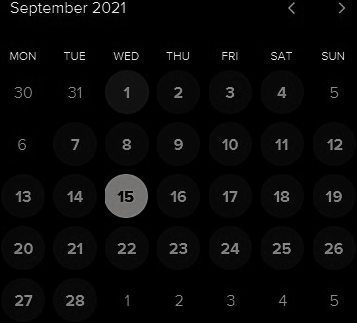 September 2021
MON TUE WED THU FRI SAT SUN
30 31 1 2 3 4 5
6 7 8 9 10 11 12
13 14 15 16 17 18 19
20 21 22 23 24 25 26
27 28 1 2 3 4 5